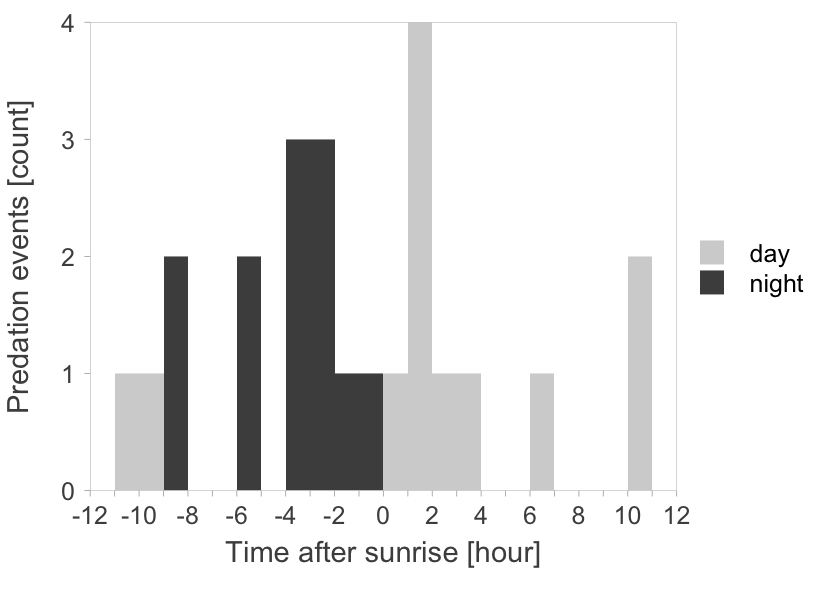 Predation events [count]
4
3
2
1
0
-12 -10 -8 -6 -4 -2 0 2 4 6 8 10 12
Time after sunrise [hour]
day
night